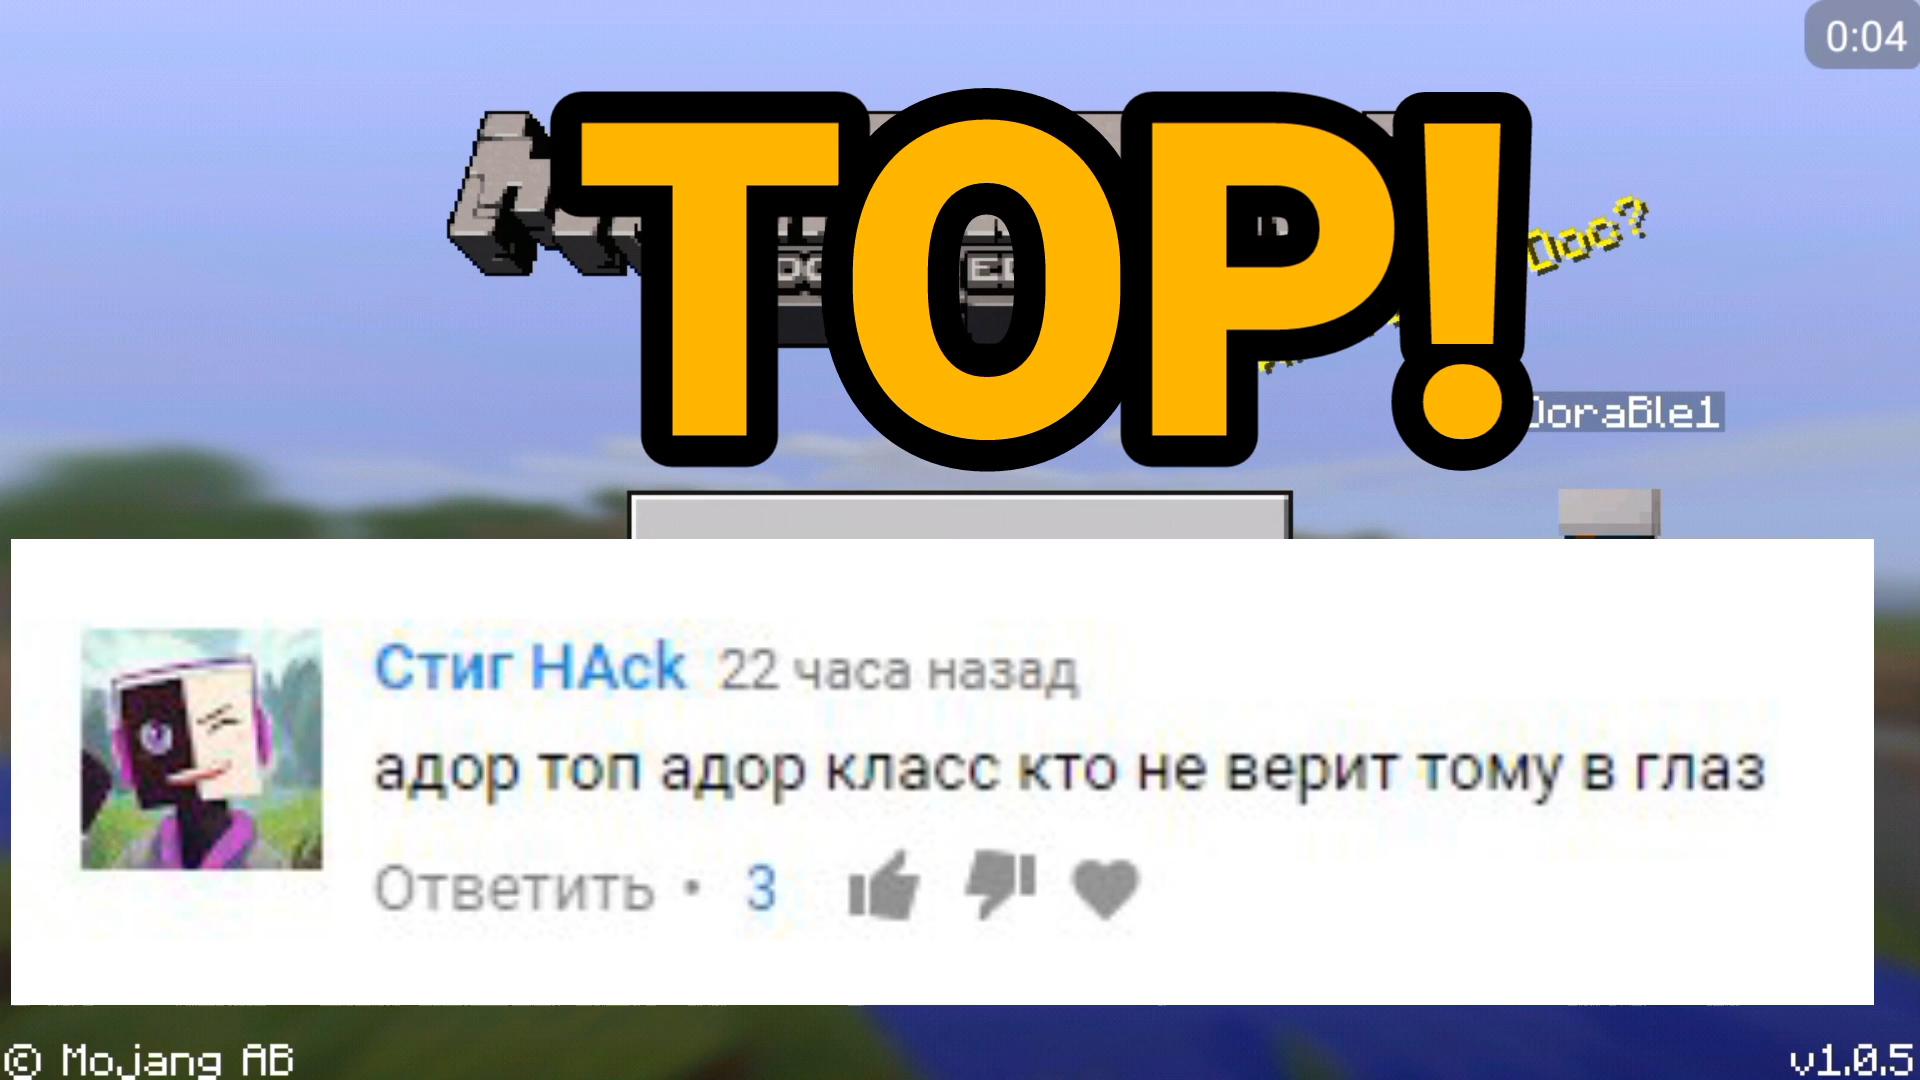 0:04
TOP!
Doc?
DoraBle1
Стиг HAck 22 часа назад
адор топ адор класс кто не верит тому в глаз
Ответить • 3
© Mojang AB
v1.0.5